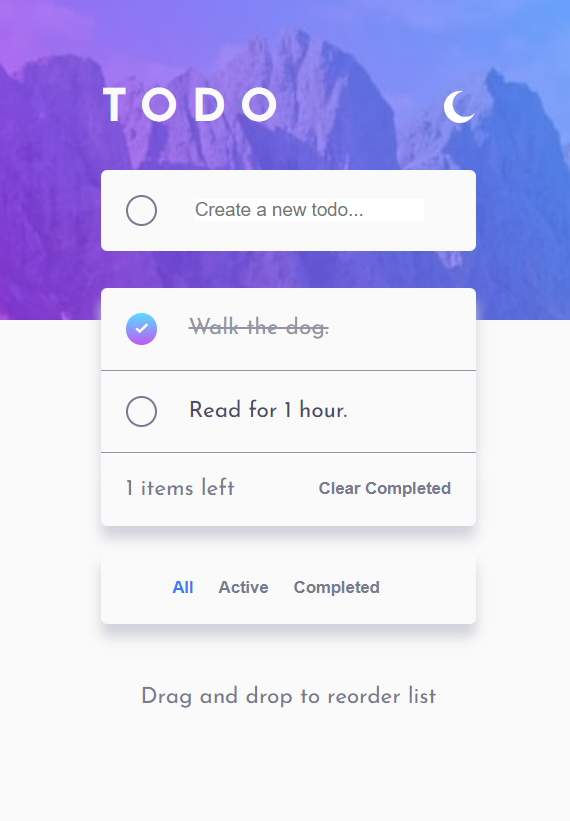 TODO
Create a new todo...
Walk the dog.
Read for 1 hour.
1 items left Clear Completed
All Active Completed
Drag and drop to reorder list